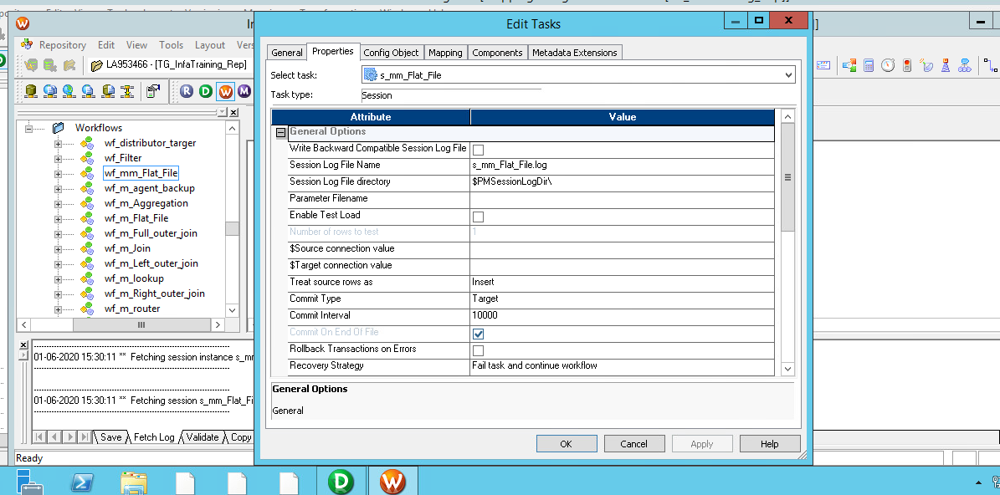 Edit Tasks
Repository Edit View Tools Layout Vers
LA953466 - [TG_InfaTraining_Rep]
R D W M
Workflows
wf_distributor_targer
wf_Filter
wf_mm_Flat_File
wf_m_agent_backup
wf_m_Aggregation
wf_m_Flat_File
wf_m_Full_outer_join
wf_m_Join
wf_m_Left_outer_join
wf_m_lookup
wf_m_Right_outer_join
wf_m_router
01-06-2020 15:30:11 ** Fetching session instance s_mm
01-06-2020 15:30:11 ** Fetching session s_mm_Flat_Fi
Save Fetch Log Validate Copy
Ready
General Properties Config Object Mapping Components Metadata Extensions
Select task: s_mm_Flat_File
Task type: Session
Attribute Value
General Options
Write Backward Compatible Session Log File
Session Log File Name s_mm_Flat_File.log
Session Log File directory $PMSessionLogDir\
Parameter Filename
Enable Test Load
Number of rows to test 1
$Source connection value
$Target connection value
Treat source rows as Insert
Commit Type Target
Commit Interval 10000
Commit On End Of File
Rollback Transactions on Errors
Recovery Strategy Fail task and continue workflow
General Options
General
OK Cancel Apply Help
D W